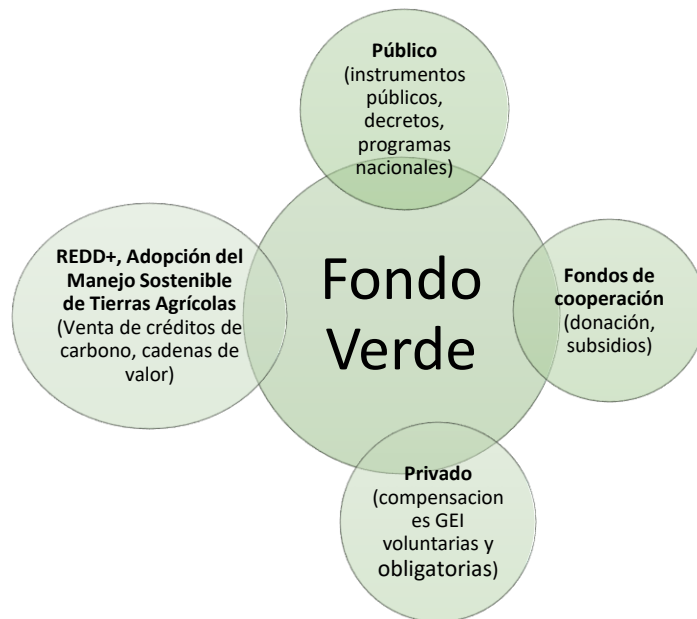 Público
(instrumentos
públicos,
decretos,
programas
nacionales)
REDD+, Adopción del
Manejo Sostenible
de Tierras Agrícolas
(Venta de créditos de
carbono, cadenas de
valor)
Fondo
Verde
Fondos de
cooperación
(donación,
subsidios)
Privado
(compensacion
es GEI
voluntarias y
obligatorias)